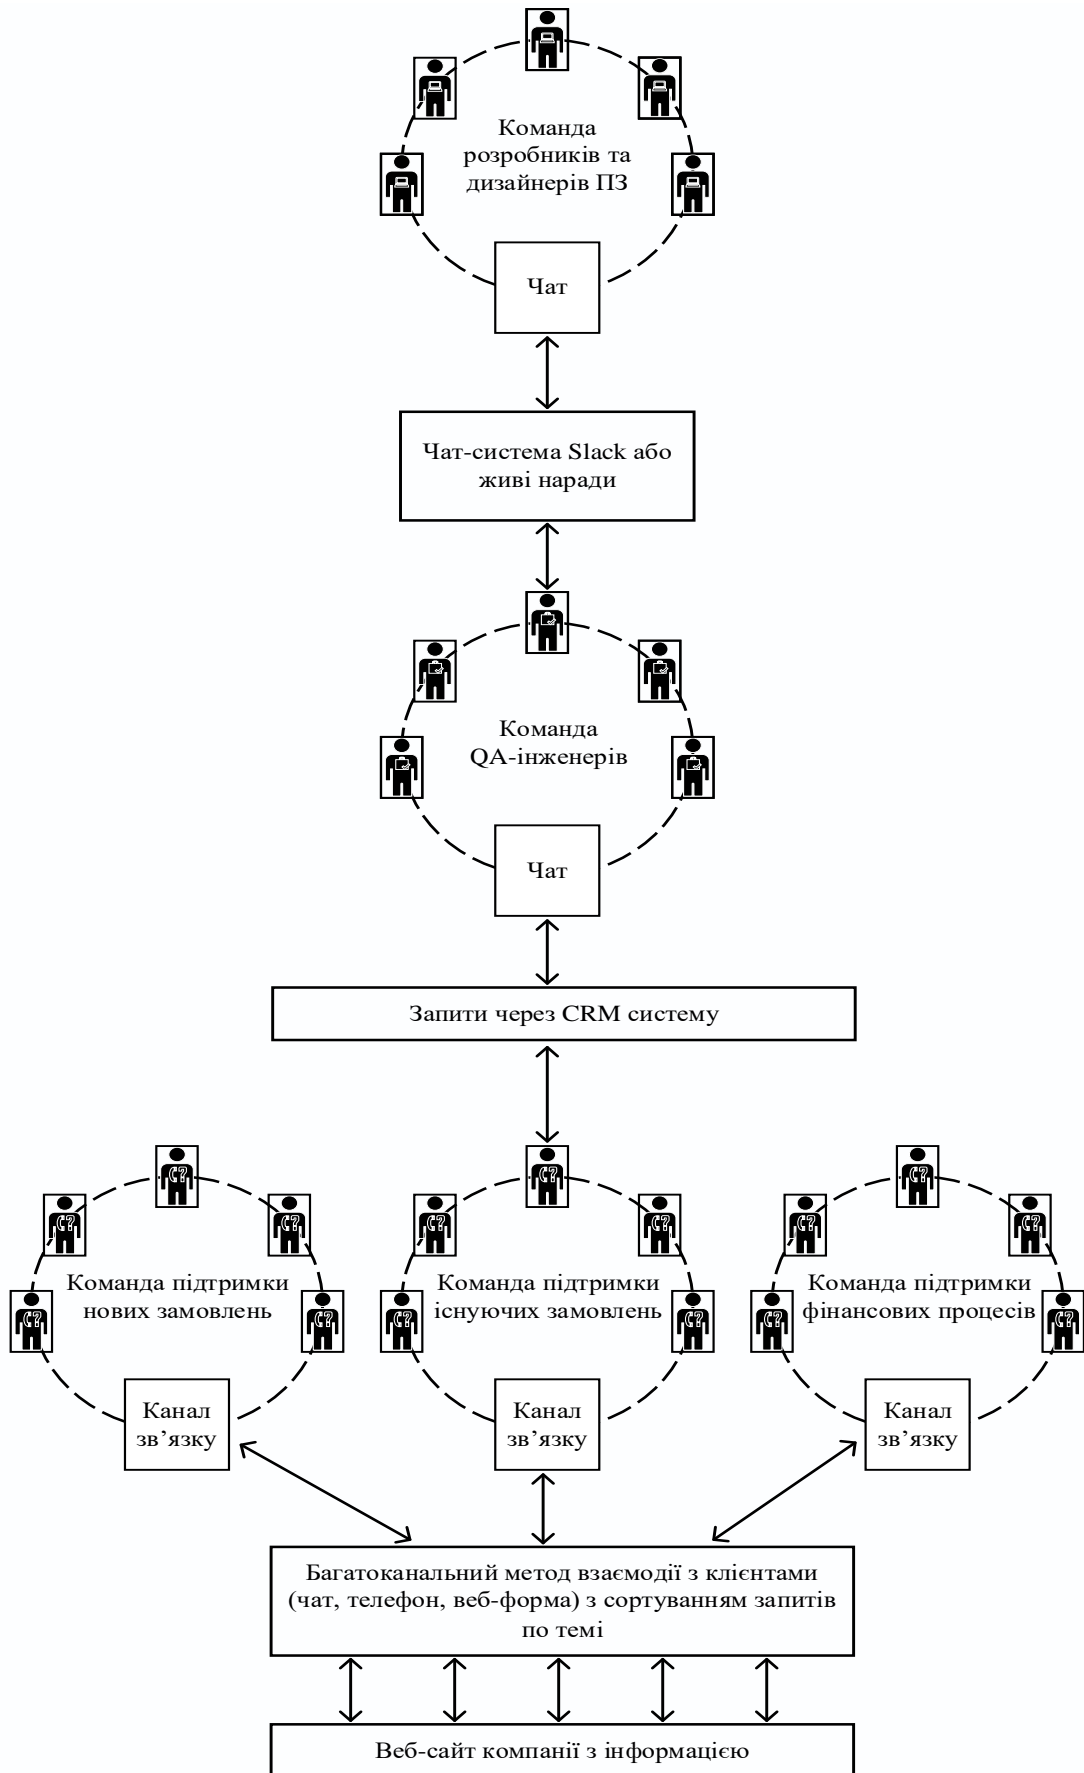 Команда
розробників та
дизайнерів ПЗ
Чат
Чат-система Slack або
живі наради
Команда
QA-інженерів
Чат
Запити через CRM систему
Команда підтримки
нових замовлень
Команда підтримки
існуючих замовлень
Команда підтримки
фінансових процесів
Канал
зв’язку
Канал
зв’язку
Канал
зв’язку
Багатоканальний метод взаємодії з клієнтами
(чат, телефон, веб-форма) з сортуванням запитів
по темі
Веб-сайт компанії з інформацією